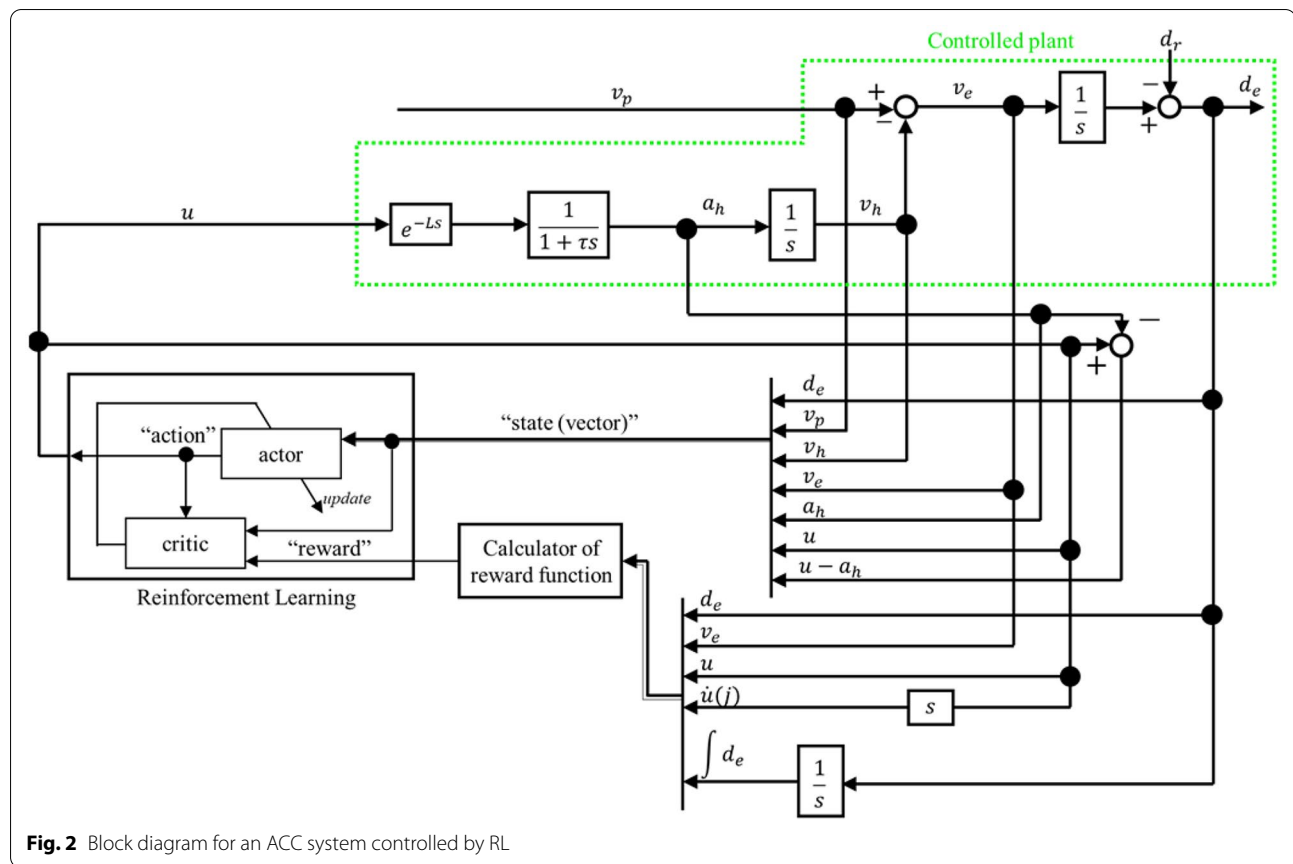 Controlled plant
d_r
v_p
+
−
v_e
1/s
−
+
d_e
u
e^{-Ls}
1/(1 + τs)
a_h
1/s
v_h
−
+
d_e
v_p
v_h
v_e
a_h
u
u − a_h
“state (vector)”
“action”
actor
update
critic
“reward”
Reinforcement Learning
Calculator of
reward function
d_e
v_e
u
u̇(j)
s
∫ d_e
1/s
Fig. 2 Block diagram for an ACC system controlled by RL